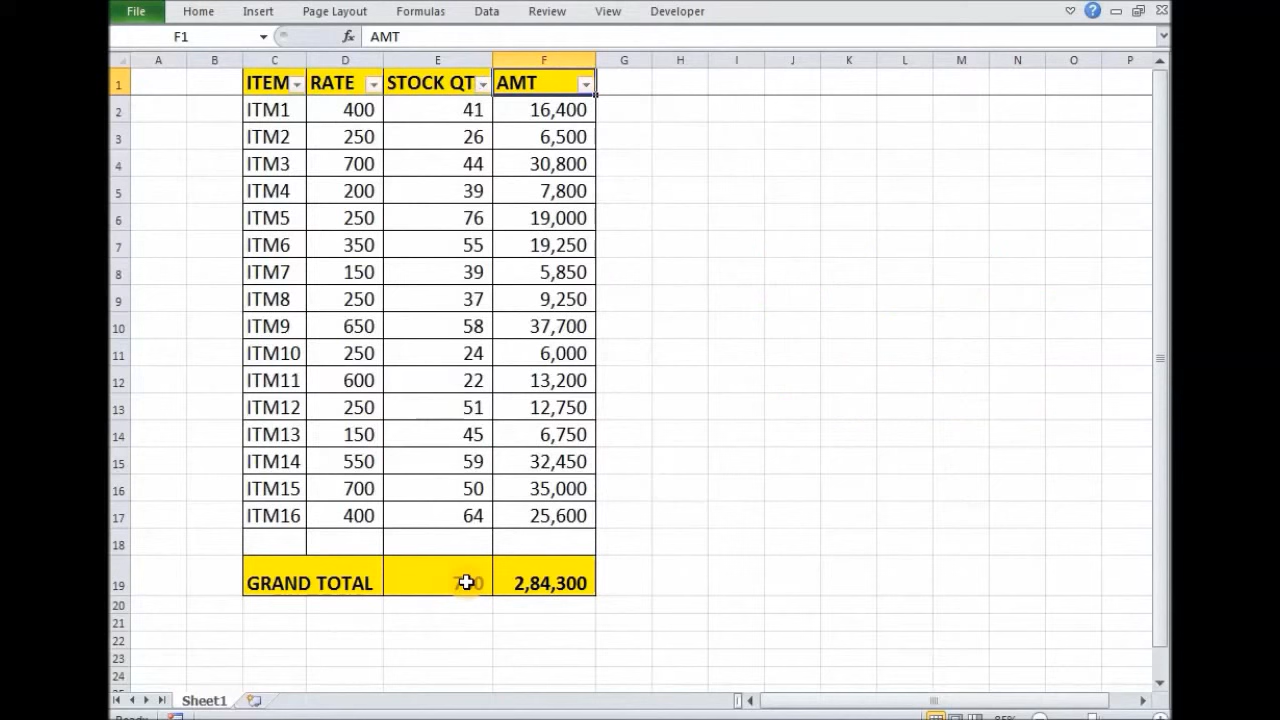 File Home Insert Page Layout Formulas Data Review View Developer
F1 fx AMT
A B C D E F G H I J K L M N O P
1 ITEM RATE STOCK QT AMT
2 ITM1 400 41 16,400
3 ITM2 250 26 6,500
4 ITM3 700 44 30,800
5 ITM4 200 39 7,800
6 ITM5 250 76 19,000
7 ITM6 350 55 19,250
8 ITM7 150 39 5,850
9 ITM8 250 37 9,250
10 ITM9 650 58 37,700
11 ITM10 250 24 6,000
12 ITM11 600 22 13,200
13 ITM12 250 51 12,750
14 ITM13 150 45 6,750
15 ITM14 550 59 32,450
16 ITM15 700 50 35,000
17 ITM16 400 64 25,600
18
19 GRAND TOTAL 2,84,300
20
21
22
23
24
Sheet1